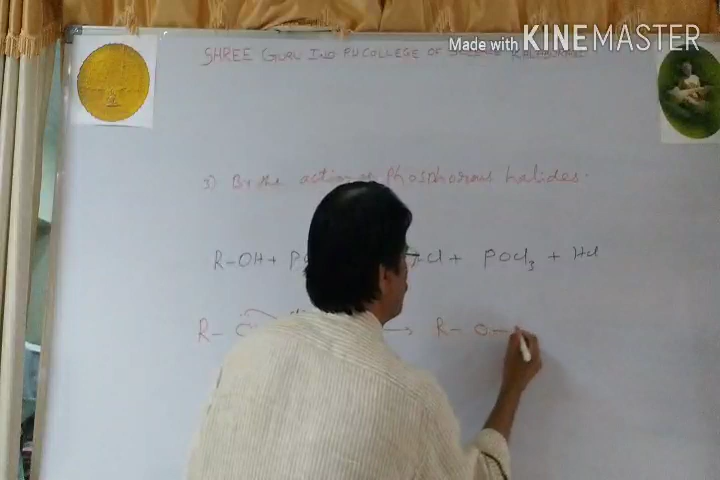 Made with KINEMASTER
SHREE GURU IND PU COLLEGE OF
3) By the action of Phosphorous halides.
R-OH + P Cl + POCl3 + HCl
R- → R- O-